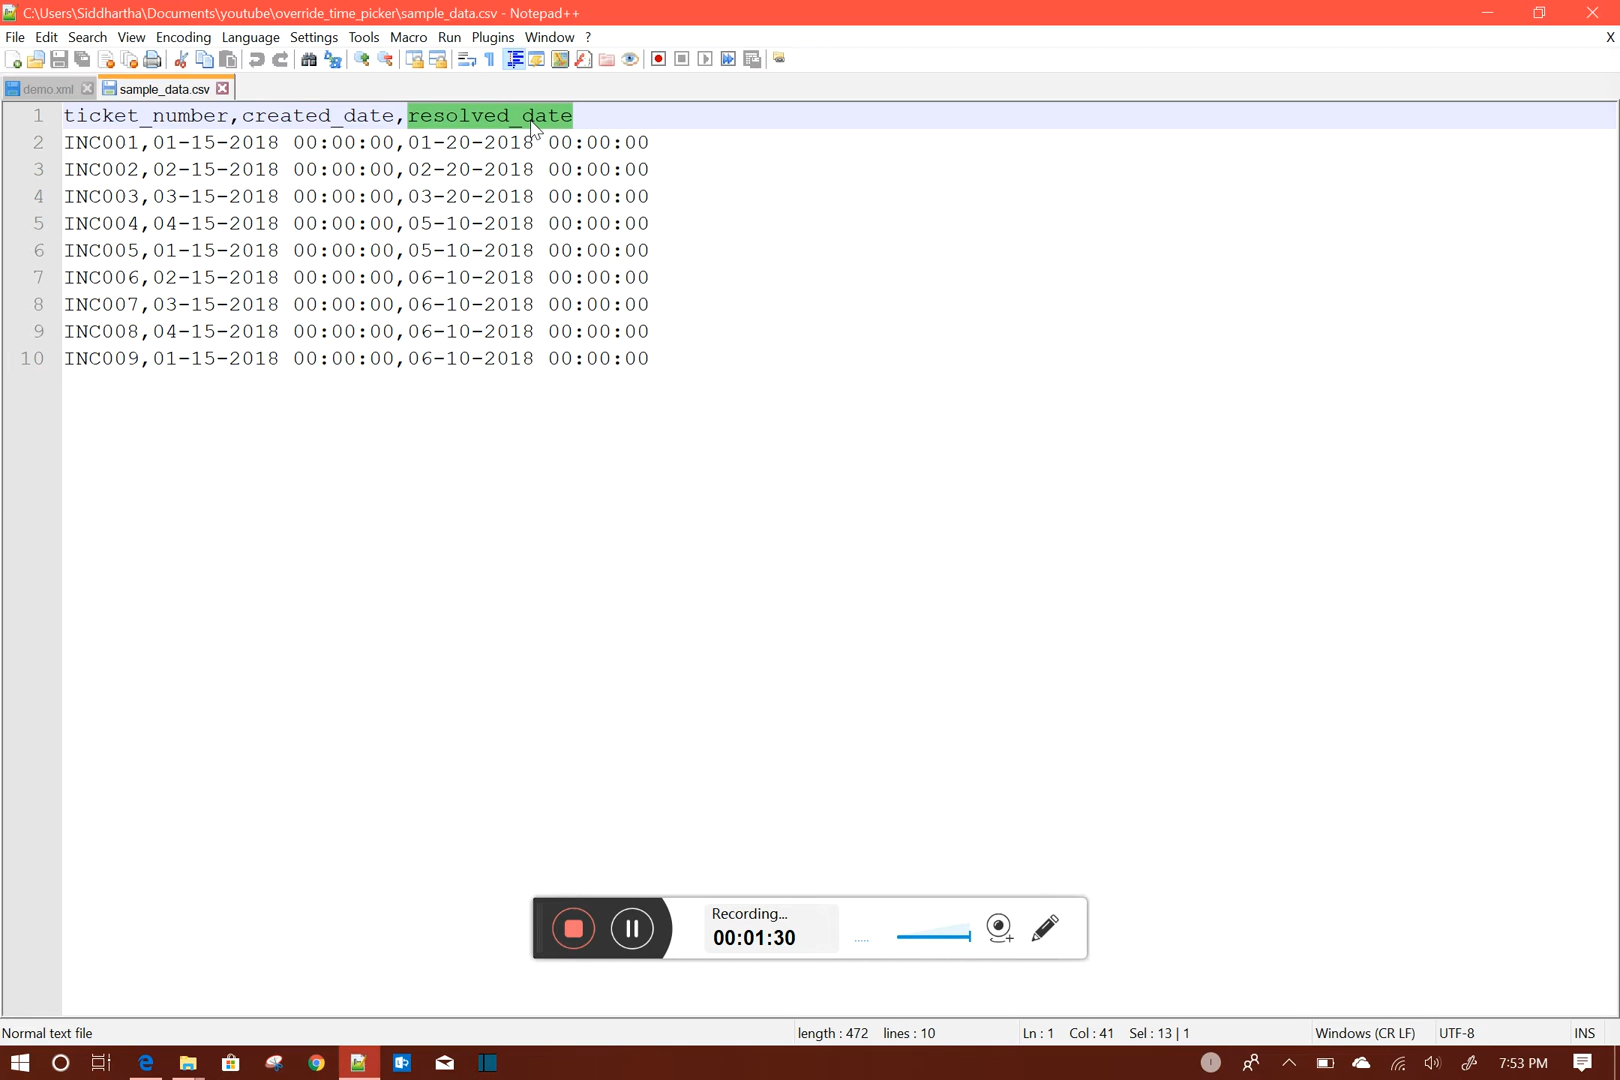 C:\Users\Siddhartha\Documents\youtube\override_time_picker\sample_data.csv - Notepad++
File Edit Search View Encoding Language Settings Tools Macro Run Plugins Window ? X
demo.xml sample_data.csv
1 ticket_number,created_date,resolved_date
2 INC001,01-15-2018 00:00:00,01-20-2018 00:00:00
3 INC002,02-15-2018 00:00:00,02-20-2018 00:00:00
4 INC003,03-15-2018 00:00:00,03-20-2018 00:00:00
5 INC004,04-15-2018 00:00:00,05-10-2018 00:00:00
6 INC005,01-15-2018 00:00:00,05-10-2018 00:00:00
7 INC006,02-15-2018 00:00:00,06-10-2018 00:00:00
8 INC007,03-15-2018 00:00:00,06-10-2018 00:00:00
9 INC008,04-15-2018 00:00:00,06-10-2018 00:00:00
10 INC009,01-15-2018 00:00:00,06-10-2018 00:00:00
Recording...
00:01:30
Normal text file length : 472 lines : 10 Ln : 1 Col : 41 Sel : 13 | 1 Windows (CR LF) UTF-8 INS
7:53 PM